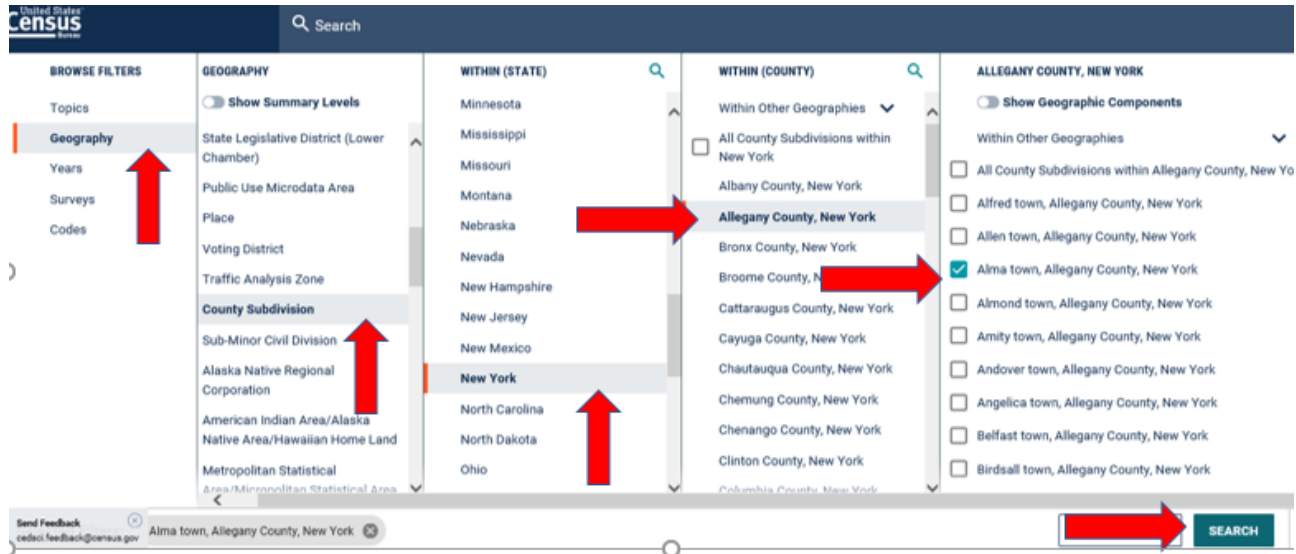 United States®
Census
Bureau
Search
BROWSE FILTERS
Topics
Geography
Years
Surveys
Codes
GEOGRAPHY
Show Summary Levels
State Legislative District (Lower
Chamber)
Public Use Microdata Area
Place
Voting District
Traffic Analysis Zone
County Subdivision
Sub-Minor Civil Division
Alaska Native Regional
Corporation
American Indian Area/Alaska
Native Area/Hawaiian Home Land
Metropolitan Statistical
Area/Micropolitan Statistical Area
WITHIN (STATE)
Minnesota
Mississippi
Missouri
Montana
Nebraska
Nevada
New Hampshire
New Jersey
New Mexico
New York
North Carolina
North Dakota
Ohio
WITHIN (COUNTY)
Within Other Geographies
All County Subdivisions within
New York
Albany County, New York
Allegany County, New York
Bronx County, New York
Broome County, N
Cattaraugus County, New York
Cayuga County, New York
Chautauqua County, New York
Chemung County, New York
Chenango County, New York
Clinton County, New York
Columbia County, New York
ALLEGANY COUNTY, NEW YORK
Show Geographic Components
Within Other Geographies
All County Subdivisions within Allegany County, New Yo
Alfred town, Allegany County, New York
Allen town, Allegany County, New York
Alma town, Allegany County, New York
Almond town, Allegany County, New York
Amity town, Allegany County, New York
Andover town, Allegany County, New York
Angelica town, Allegany County, New York
Belfast town, Allegany County, New York
Birdsall town, Allegany County, New York
Send Feedback
cedsci.feedback@census.gov
Alma town, Allegany County, New York
SEARCH